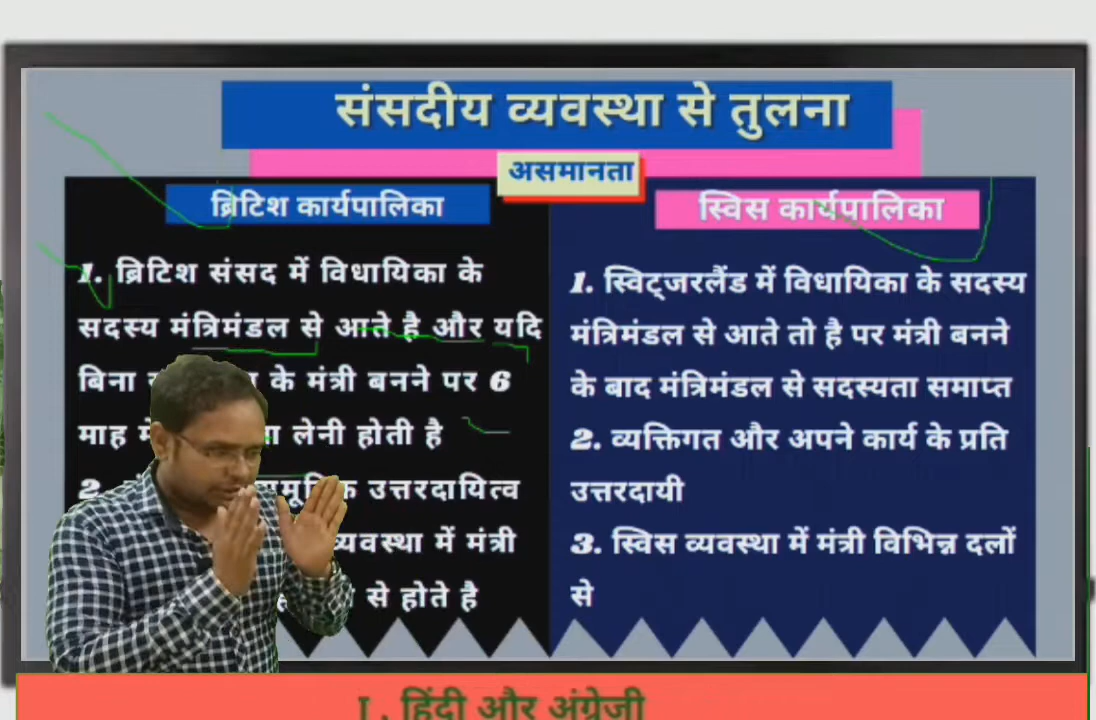 संसदीय व्यवस्था से तुलना
असमानता
ब्रिटिश कार्यपालिका
1. ब्रिटिश संसद में विधायिका के
सदस्य मंत्रिमंडल से आते है और यदि
बिना के मंत्री बनने पर 6
माह लेनी होती है
2. उत्तरदायित्व
व्यवस्था में मंत्री
से होते है
स्विस कार्यपालिका
1. स्विट्जरलैंड में विधायिका के सदस्य
मंत्रिमंडल से आते तो है पर मंत्री बनने
के बाद मंत्रिमंडल से सदस्यता समाप्त
2. व्यक्तिगत और अपने कार्य के प्रति
उत्तरदायी
3. स्विस व्यवस्था में मंत्री विभिन्न दलों
से
I . हिंदी और अंग्रेजी